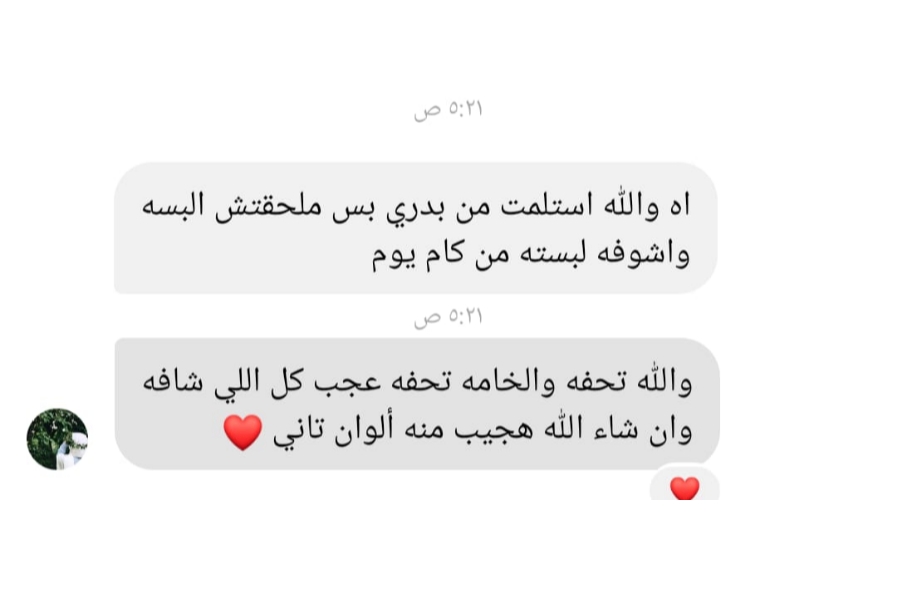 ٥:٢١ ص
اه والله استلمت من بدري بس ملحقتش البسه
واشوفه لبسته من كام يوم
٥:٢١ ص
والله تحفه والخامه تحفه عجب كل اللي شافه
وان شاء الله هجيب منه ألوان تاني ❤️
❤️